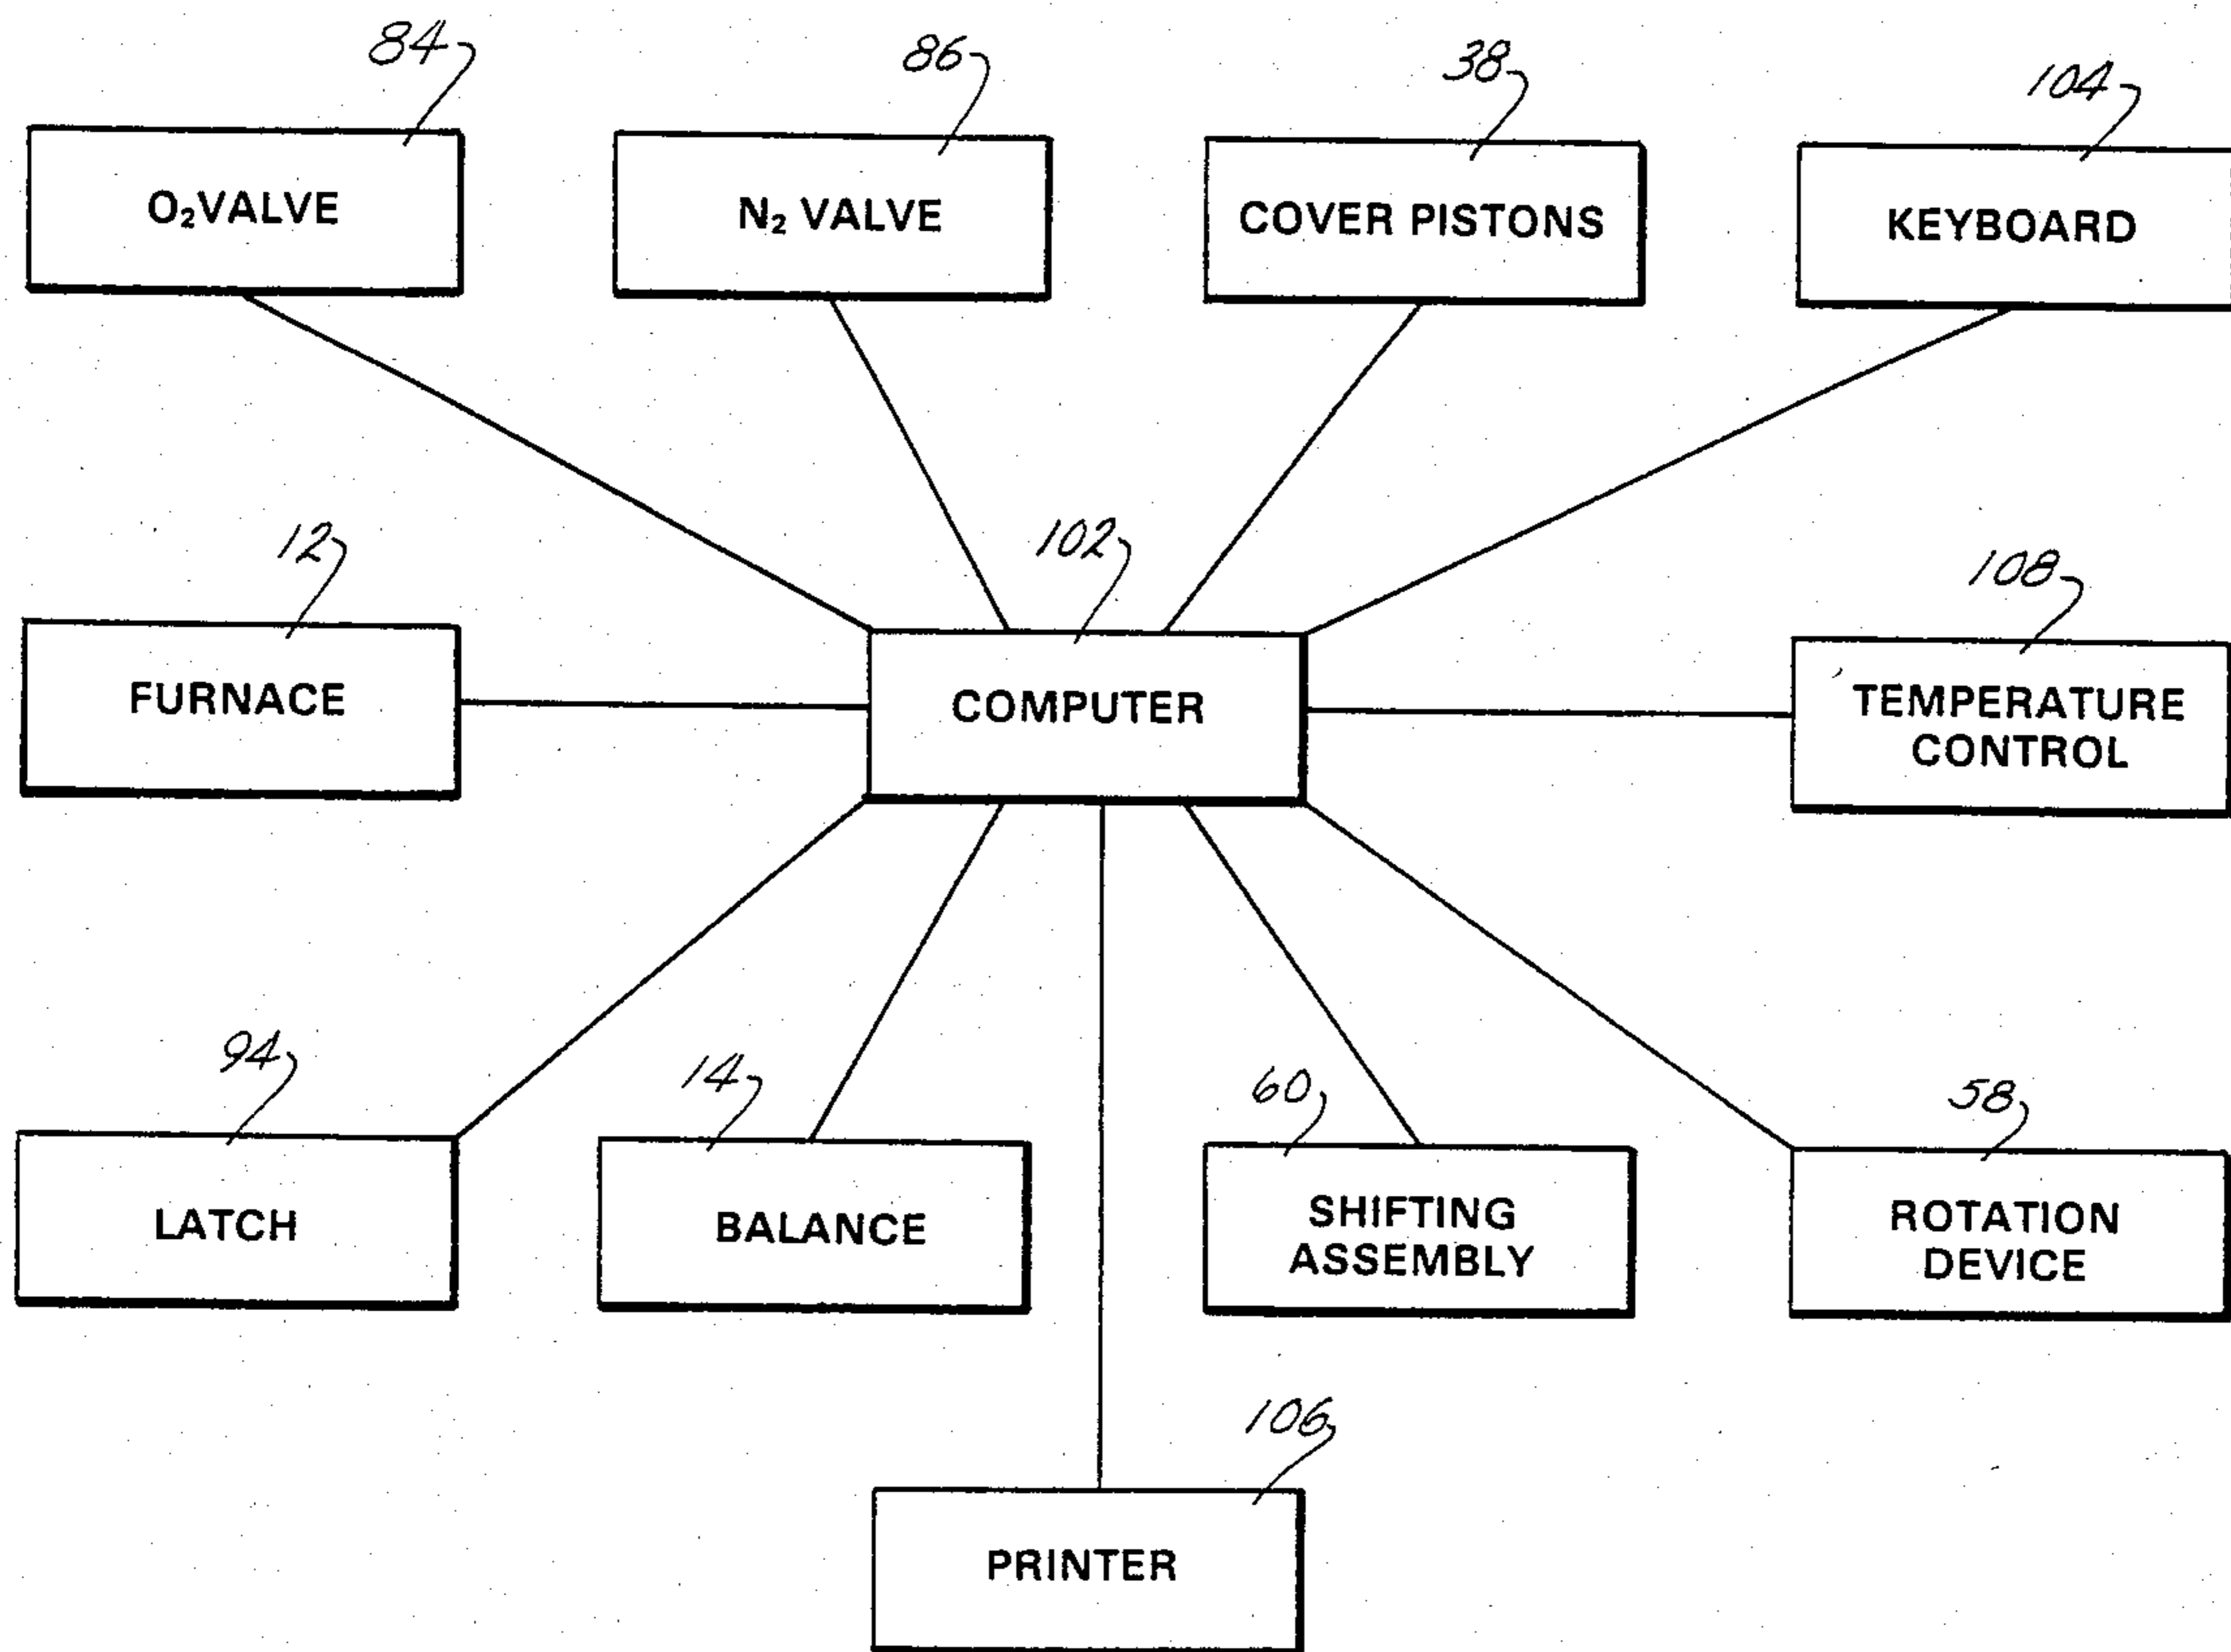 84
86
38
104
O₂VALVE
N₂ VALVE
COVER PISTONS
KEYBOARD
12
102
108
FURNACE
COMPUTER
TEMPERATURE
CONTROL
94
14
60
58
LATCH
BALANCE
SHIFTING
ASSEMBLY
ROTATION
DEVICE
106
PRINTER